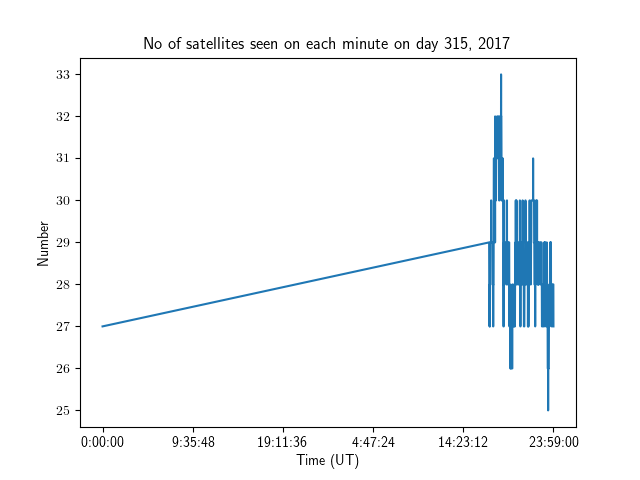 No of satellites seen on each minute on day 315, 2017
33
32
31
30
29
28
27
26
25
Number
0:00:00 9:35:48 19:11:36 4:47:24 14:23:12 23:59:00
Time (UT)